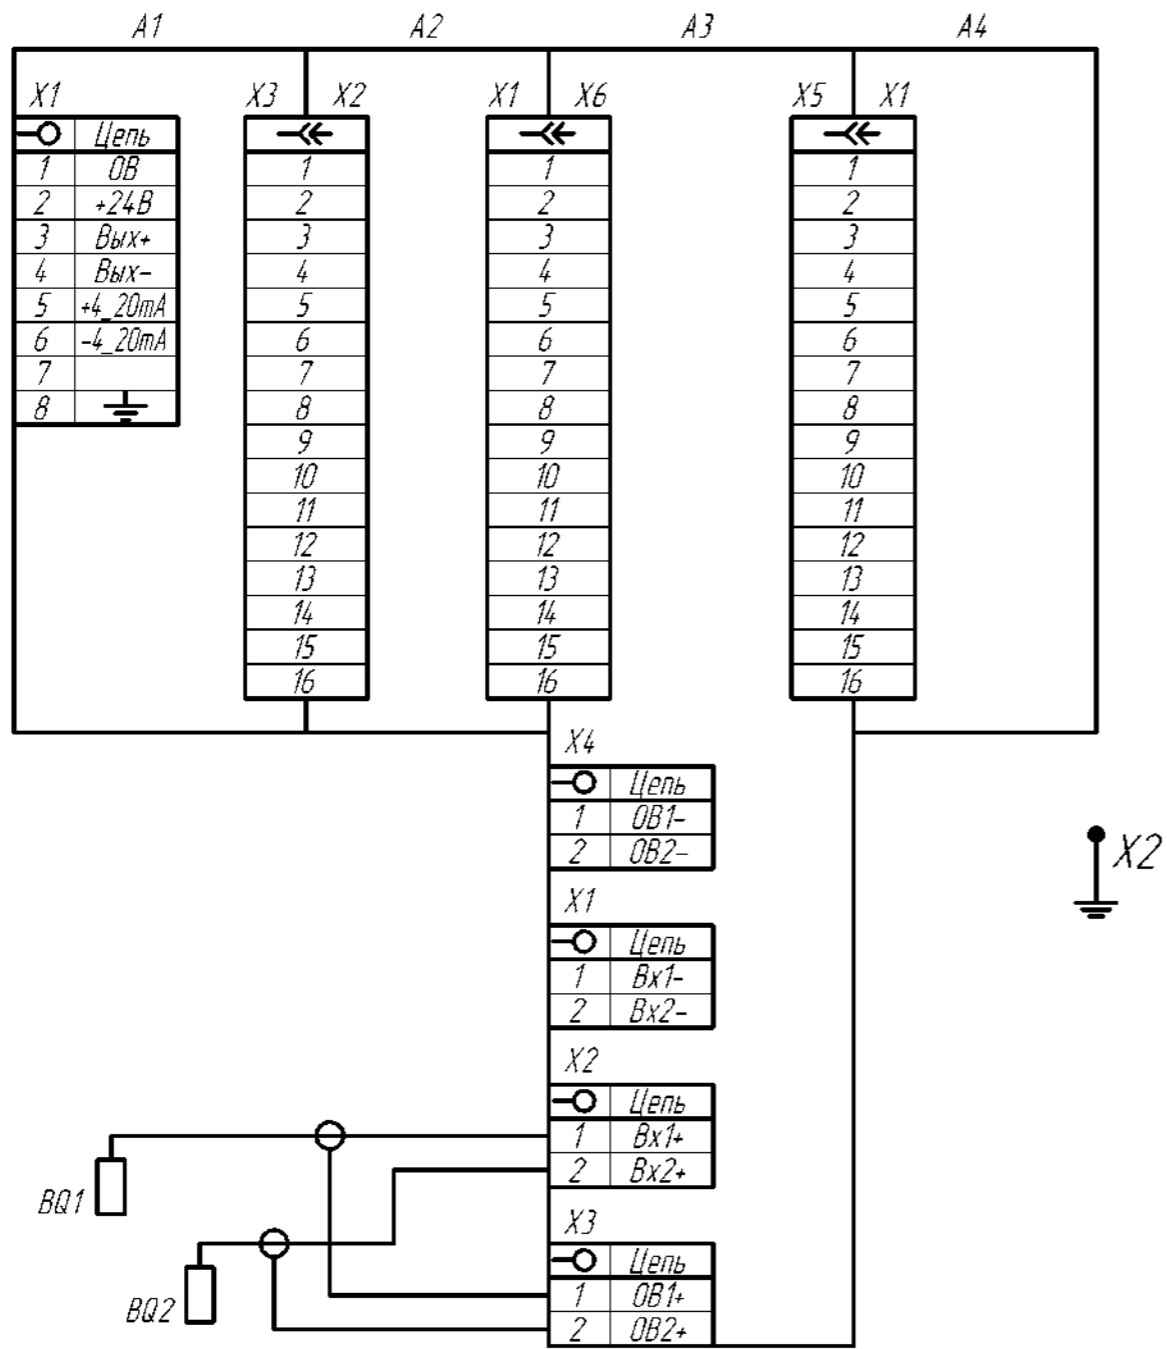 A1 A2 A3 A4
X1 X3 X2 X1 X6 X5 X1
Цепь
1 0В 1 1 1
2 +24В 2 2 2
3 Вых+ 3 3 3
4 Вых- 4 4 4
5 +4_20mA 5 5 5
6 -4_20mA 6 6 6
7 7 7 7
8 8 8 8
9 9 9
10 10 10
11 11 11
12 12 12
13 13 13
14 14 14
15 15 15
16 16 16
X4
Цепь
1 0В1-
2 0В2-
X2
X1
Цепь
1 Вх1-
2 Вх2-
X2
Цепь
1 Вх1+
2 Вх2+
BQ1
X3
Цепь
1 0В1+
BQ2
2 0В2+